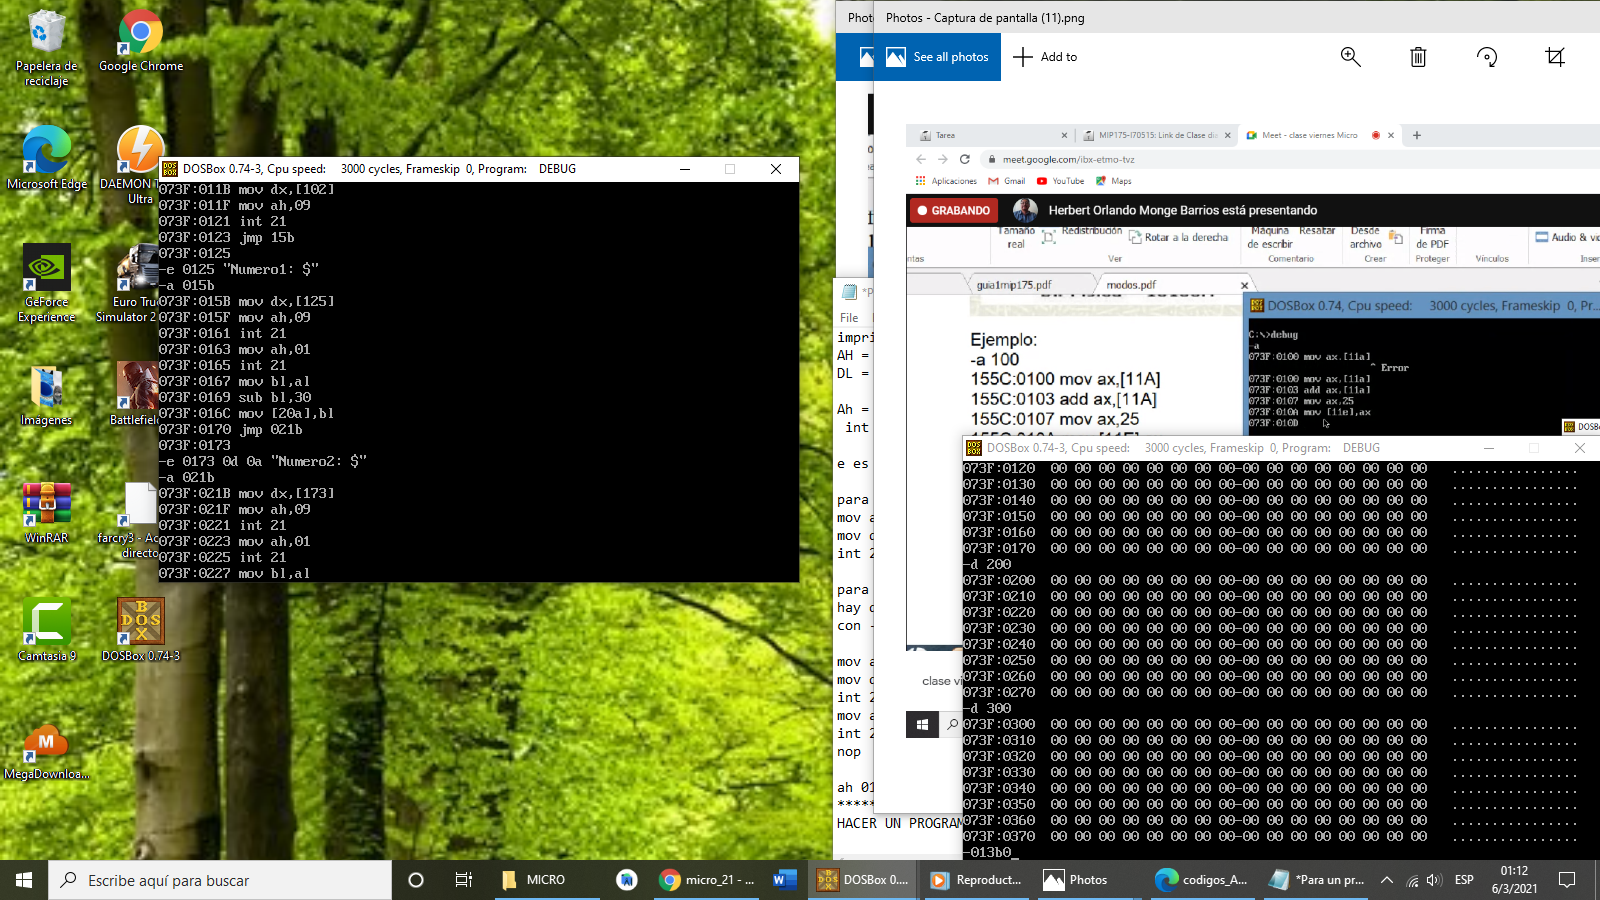 Papelera de
reciclaje
Google Chrome
Microsoft Edge
DAEMON T
Ultra
GeForce
Experience
Euro Tru
Simulator 2
Imágenes
Battlefiel
WinRAR
farcry3 - Ac
directo
Camtasia 9
DOSBox 0.74-3
MegaDownloa...
DOSBox 0.74-3, Cpu speed: 3000 cycles, Frameskip 0, Program: DEBUG
073F:011B mov dx,[102]
073F:011F mov ah,09
073F:0121 int 21
073F:0123 jmp 15b
073F:0125
-e 0125 "Numero1: $"
-a 015b
073F:015B mov dx,[125]
073F:015F mov ah,09
073F:0161 int 21
073F:0163 mov ah,01
073F:0165 int 21
073F:0167 mov bl,al
073F:0169 sub bl,30
073F:016C mov [20a],bl
073F:0170 jmp 021b
073F:0173
-e 0173 0d 0a "Numero2: $"
-a 021b
073F:021B mov dx,[173]
073F:021F mov ah,09
073F:0221 int 21
073F:0223 mov ah,01
073F:0225 int 21
073F:0227 mov bl,al
Phot
Photos - Captura de pantalla (11).png
See all photos
Add to
Tarea
MIP175-I70515: Link de Clase di
Meet - clase viernes Micro
meet.google.com/ibx-etmo-tvz
Aplicaciones
Gmail
YouTube
Maps
GRABANDO
Herbert Orlando Monge Barrios está presentando
Tamaño
real
Redistribución
Rotar a la derecha
Ver
Máquina
de escribir
Resaltar
Comentario
Desde
archivo
Crear
Firma
de PDF
Proteger
Vínculos
Audio & vi
Inser
ntas
guia1mip175.pdf
modos.pdf
Ejemplo:
-a 100
155C:0100 mov ax,[11A]
155C:0103 add ax,[11A]
155C:0107 mov ax,25
DOSBox 0.74, Cpu speed: 3000 cycles, Frameskip 0, Pr...
C:\>debug
-a
073F:0100 mov ax.[11a]
^ Error
073F:0100 mov ax,[11a]
073F:0103 add ax,[11a]
073F:0107 mov ax,25
073F:010A mov [11e],ax
073F:010D
DOSB
*P
File
impri
AH =
DL =
Ah =
int
e es
para
mov a
mov d
int 2
para
hay d
con -
mov a
mov d
int 2
mov a
int 2
nop
ah 01
*****
HACER UN PROGRAM
clase vi
DOSBox 0.74-3, Cpu speed: 3000 cycles, Frameskip 0, Program: DEBUG
073F:0120 00 00 00 00 00 00 00 00-00 00 00 00 00 00 00 00 ................
073F:0130 00 00 00 00 00 00 00 00-00 00 00 00 00 00 00 00 ................
073F:0140 00 00 00 00 00 00 00 00-00 00 00 00 00 00 00 00 ................
073F:0150 00 00 00 00 00 00 00 00-00 00 00 00 00 00 00 00 ................
073F:0160 00 00 00 00 00 00 00 00-00 00 00 00 00 00 00 00 ................
073F:0170 00 00 00 00 00 00 00 00-00 00 00 00 00 00 00 00 ................
-d 200
073F:0200 00 00 00 00 00 00 00 00-00 00 00 00 00 00 00 00 ................
073F:0210 00 00 00 00 00 00 00 00-00 00 00 00 00 00 00 00 ................
073F:0220 00 00 00 00 00 00 00 00-00 00 00 00 00 00 00 00 ................
073F:0230 00 00 00 00 00 00 00 00-00 00 00 00 00 00 00 00 ................
073F:0240 00 00 00 00 00 00 00 00-00 00 00 00 00 00 00 00 ................
073F:0250 00 00 00 00 00 00 00 00-00 00 00 00 00 00 00 00 ................
073F:0260 00 00 00 00 00 00 00 00-00 00 00 00 00 00 00 00 ................
073F:0270 00 00 00 00 00 00 00 00-00 00 00 00 00 00 00 00 ................
-d 300
073F:0300 00 00 00 00 00 00 00 00-00 00 00 00 00 00 00 00 ................
073F:0310 00 00 00 00 00 00 00 00-00 00 00 00 00 00 00 00 ................
073F:0320 00 00 00 00 00 00 00 00-00 00 00 00 00 00 00 00 ................
073F:0330 00 00 00 00 00 00 00 00-00 00 00 00 00 00 00 00 ................
073F:0340 00 00 00 00 00 00 00 00-00 00 00 00 00 00 00 00 ................
073F:0350 00 00 00 00 00 00 00 00-00 00 00 00 00 00 00 00 ................
073F:0360 00 00 00 00 00 00 00 00-00 00 00 00 00 00 00 00 ................
073F:0370 00 00 00 00 00 00 00 00-00 00 00 00 00 00 00 00 ................
-013b0_
Escribe aquí para buscar
MICRO
micro_21 - ...
DOSBox 0....
Reproduct...
Photos
codigos_A...
*Para un pr...
ESP
01:12
6/3/2021